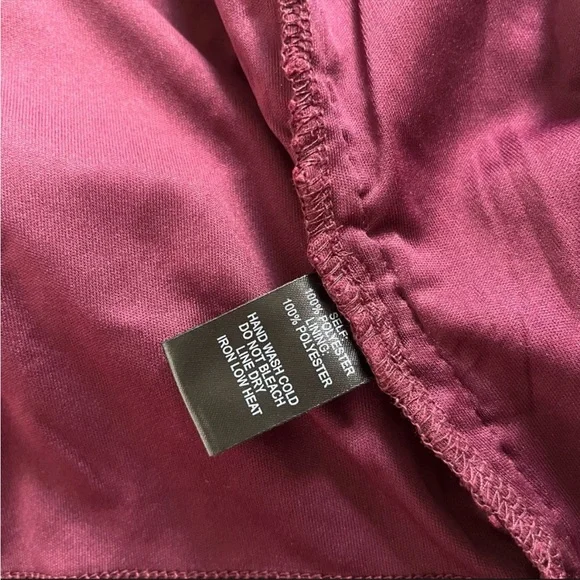 SELF:
100% POLYESTER
LINING:
100% POLYESTER
HAND WASH COLD
DO NOT BLEACH
LINE DRY
IRON LOW HEAT